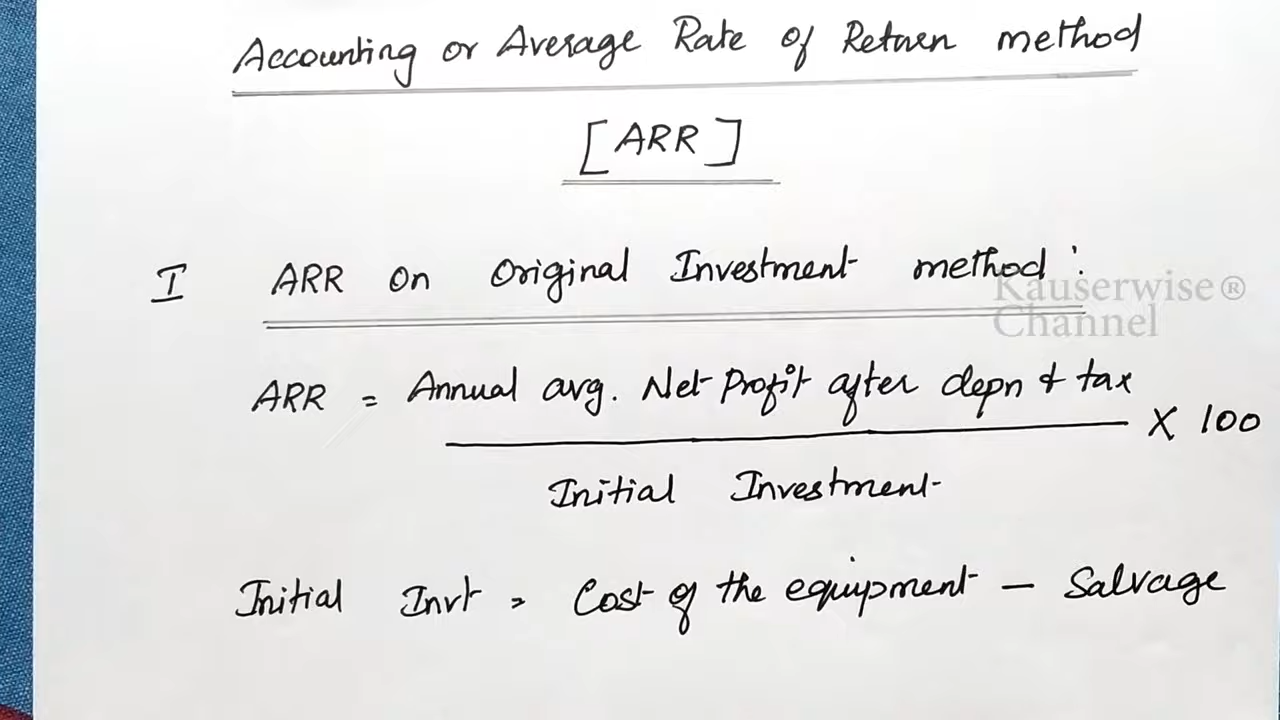 Accounting or Average Rate of Return method
[ARR]
I ARR on Original Investment method:
Kauserwise®
Channel
ARR = Annual avg. Net Profit after depn & tax
X 100
Initial Investment
Initial Invt = Cost of the equipment - Salvage